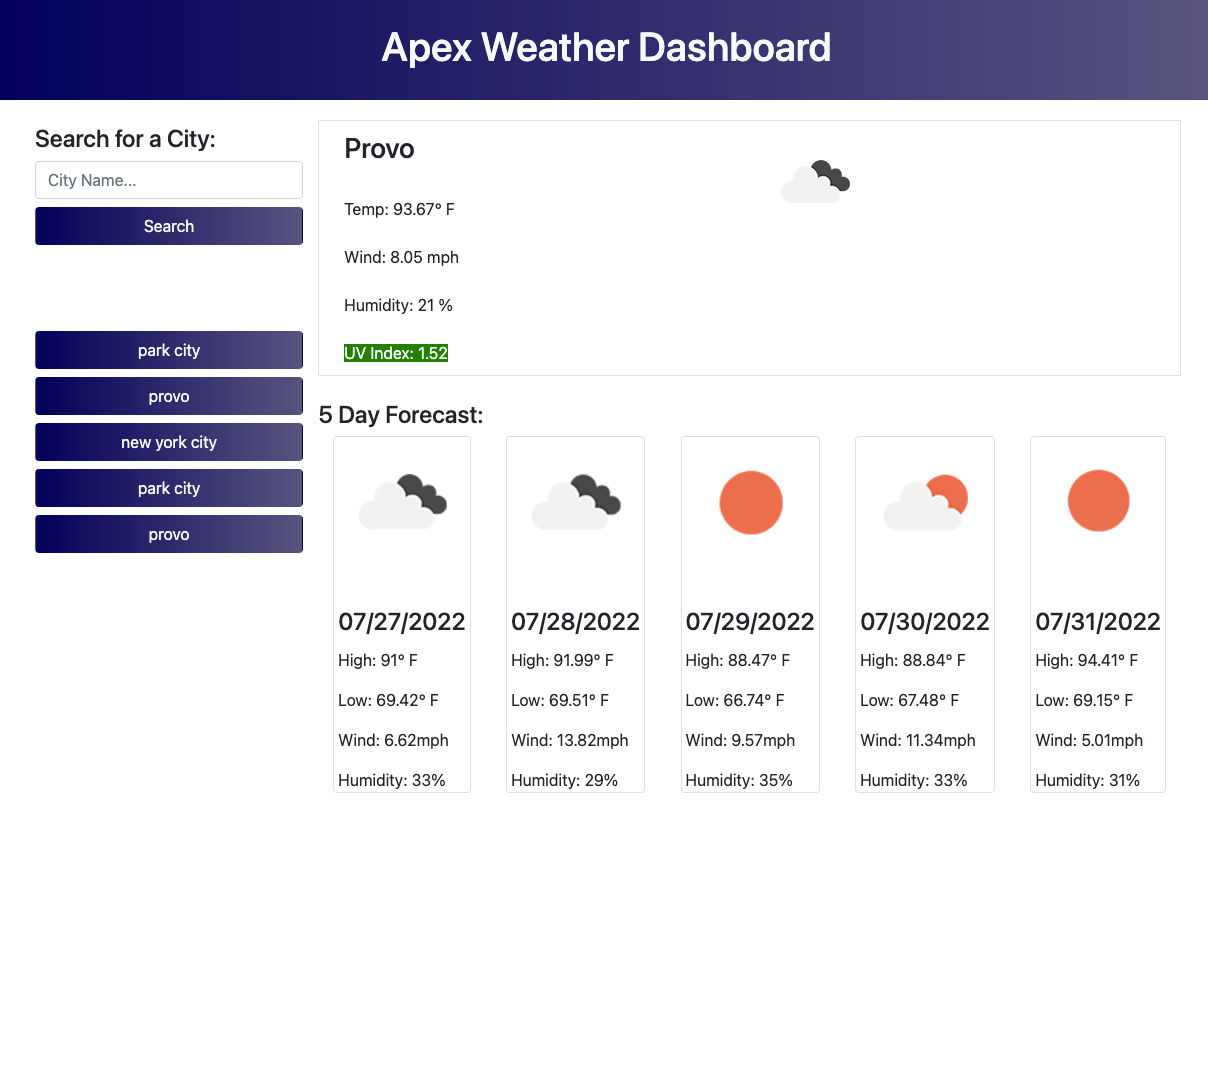 Apex Weather Dashboard
Search for a City:
City Name...
Search
park city
provo
new york city
park city
provo
Provo
Temp: 93.67° F
Wind: 8.05 mph
Humidity: 21 %
UV Index: 1.52
5 Day Forecast:
07/27/2022
High: 91° F
Low: 69.42° F
Wind: 6.62mph
Humidity: 33%
07/28/2022
High: 91.99° F
Low: 69.51° F
Wind: 13.82mph
Humidity: 29%
07/29/2022
High: 88.47° F
Low: 66.74° F
Wind: 9.57mph
Humidity: 35%
07/30/2022
High: 88.84° F
Low: 67.48° F
Wind: 11.34mph
Humidity: 33%
07/31/2022
High: 94.41° F
Low: 69.15° F
Wind: 5.01mph
Humidity: 31%